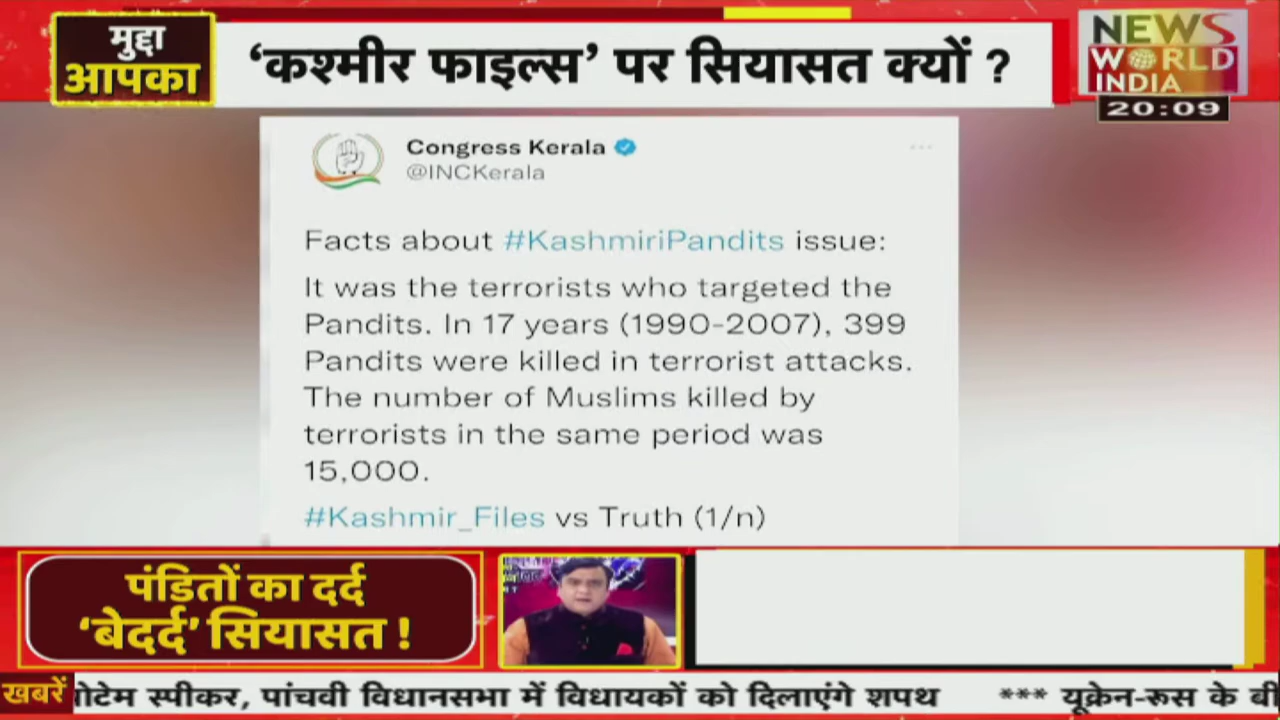 मुद्दा
आपका
‘कश्मीर फाइल्स’ पर सियासत क्यों ?
NEWS
WORLD
INDIA
20:09
Congress Kerala
@INCKerala
Facts about #KashmiriPandits issue:
It was the terrorists who targeted the
Pandits. In 17 years (1990-2007), 399
Pandits were killed in terrorist attacks.
The number of Muslims killed by
terrorists in the same period was
15,000.
#Kashmir_Files vs Truth (1/n)
पंडितों का दर्द
‘बेदर्द’ सियासत !
खबरें
स्पीकर, पांचवी विधानसभा में विधायकों को दिलाएंगे शपथ *** यूक्रेन-रूस के